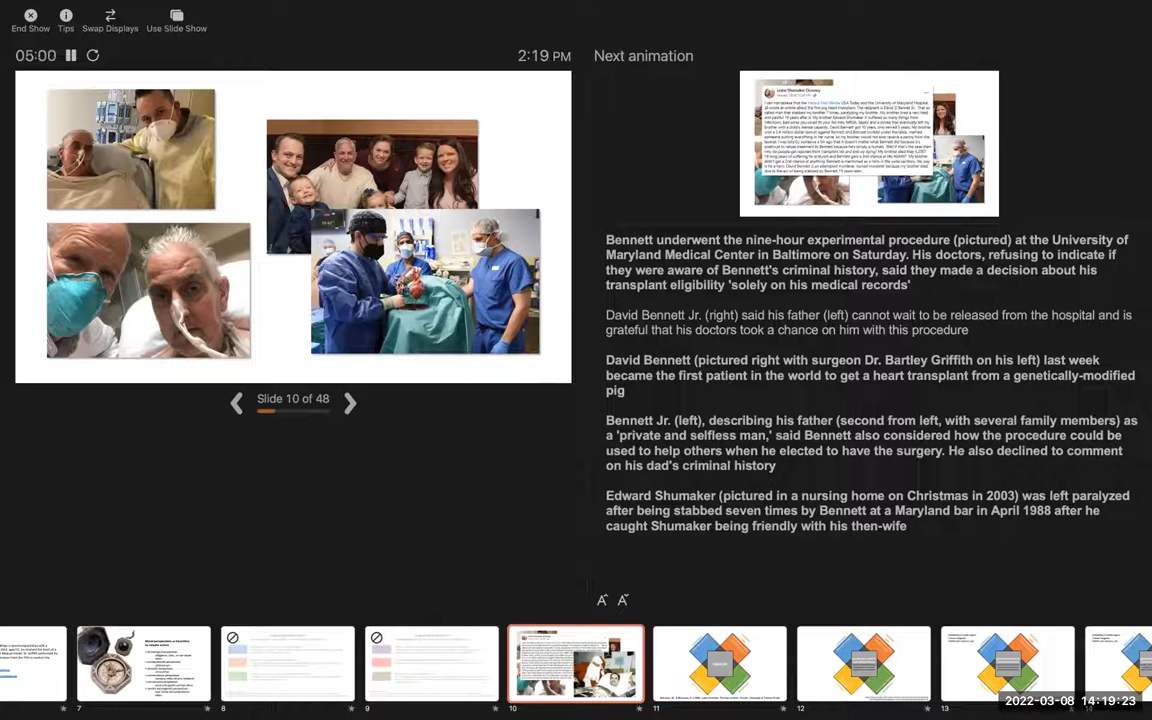 End Show
Tips
Swap Displays
Use Slide Show
05:00
2:19 PM
Next animation
Slide 10 of 48
Bennett underwent the nine-hour experimental procedure (pictured) at the University of
Maryland Medical Center in Baltimore on Saturday. His doctors, refusing to indicate if
they were aware of Bennett's criminal history, said they made a decision about his
transplant eligibility 'solely on his medical records'
David Bennett Jr. (right) said his father (left) cannot wait to be released from the hospital and is
grateful that his doctors took a chance on him with this procedure
David Bennett (pictured right with surgeon Dr. Bartley Griffith on his left) last week
became the first patient in the world to get a heart transplant from a genetically-modified
pig
Bennett Jr. (left), describing his father (second from left, with several family members) as
a 'private and selfless man,' said Bennett also considered how the procedure could be
used to help others when he elected to have the surgery. He also declined to comment
on his dad's criminal history
Edward Shumaker (pictured in a nursing home on Christmas in 2003) was left paralyzed
after being stabbed seven times by Bennett at a Maryland bar in April 1988 after he
caught Shumaker being friendly with his then-wife
A A
7
8
9
10
11
12
13
2022-03-08 14:19:23